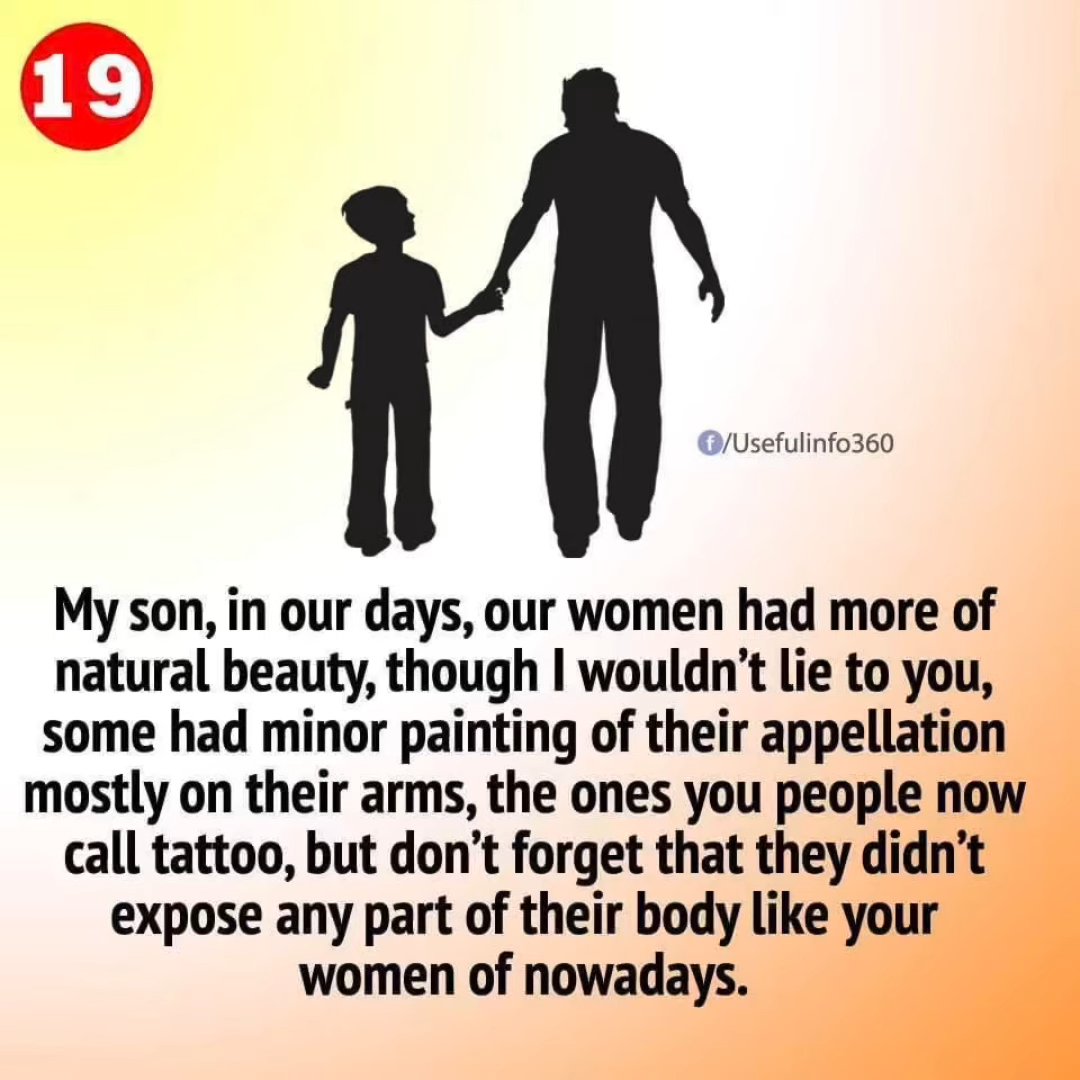 19
f/Usefulinfo360
My son, in our days, our women had more of
natural beauty, though I wouldn't lie to you,
some had minor painting of their appellation
mostly on their arms, the ones you people now
call tattoo, but don't forget that they didn't
expose any part of their body like your
women of nowadays.